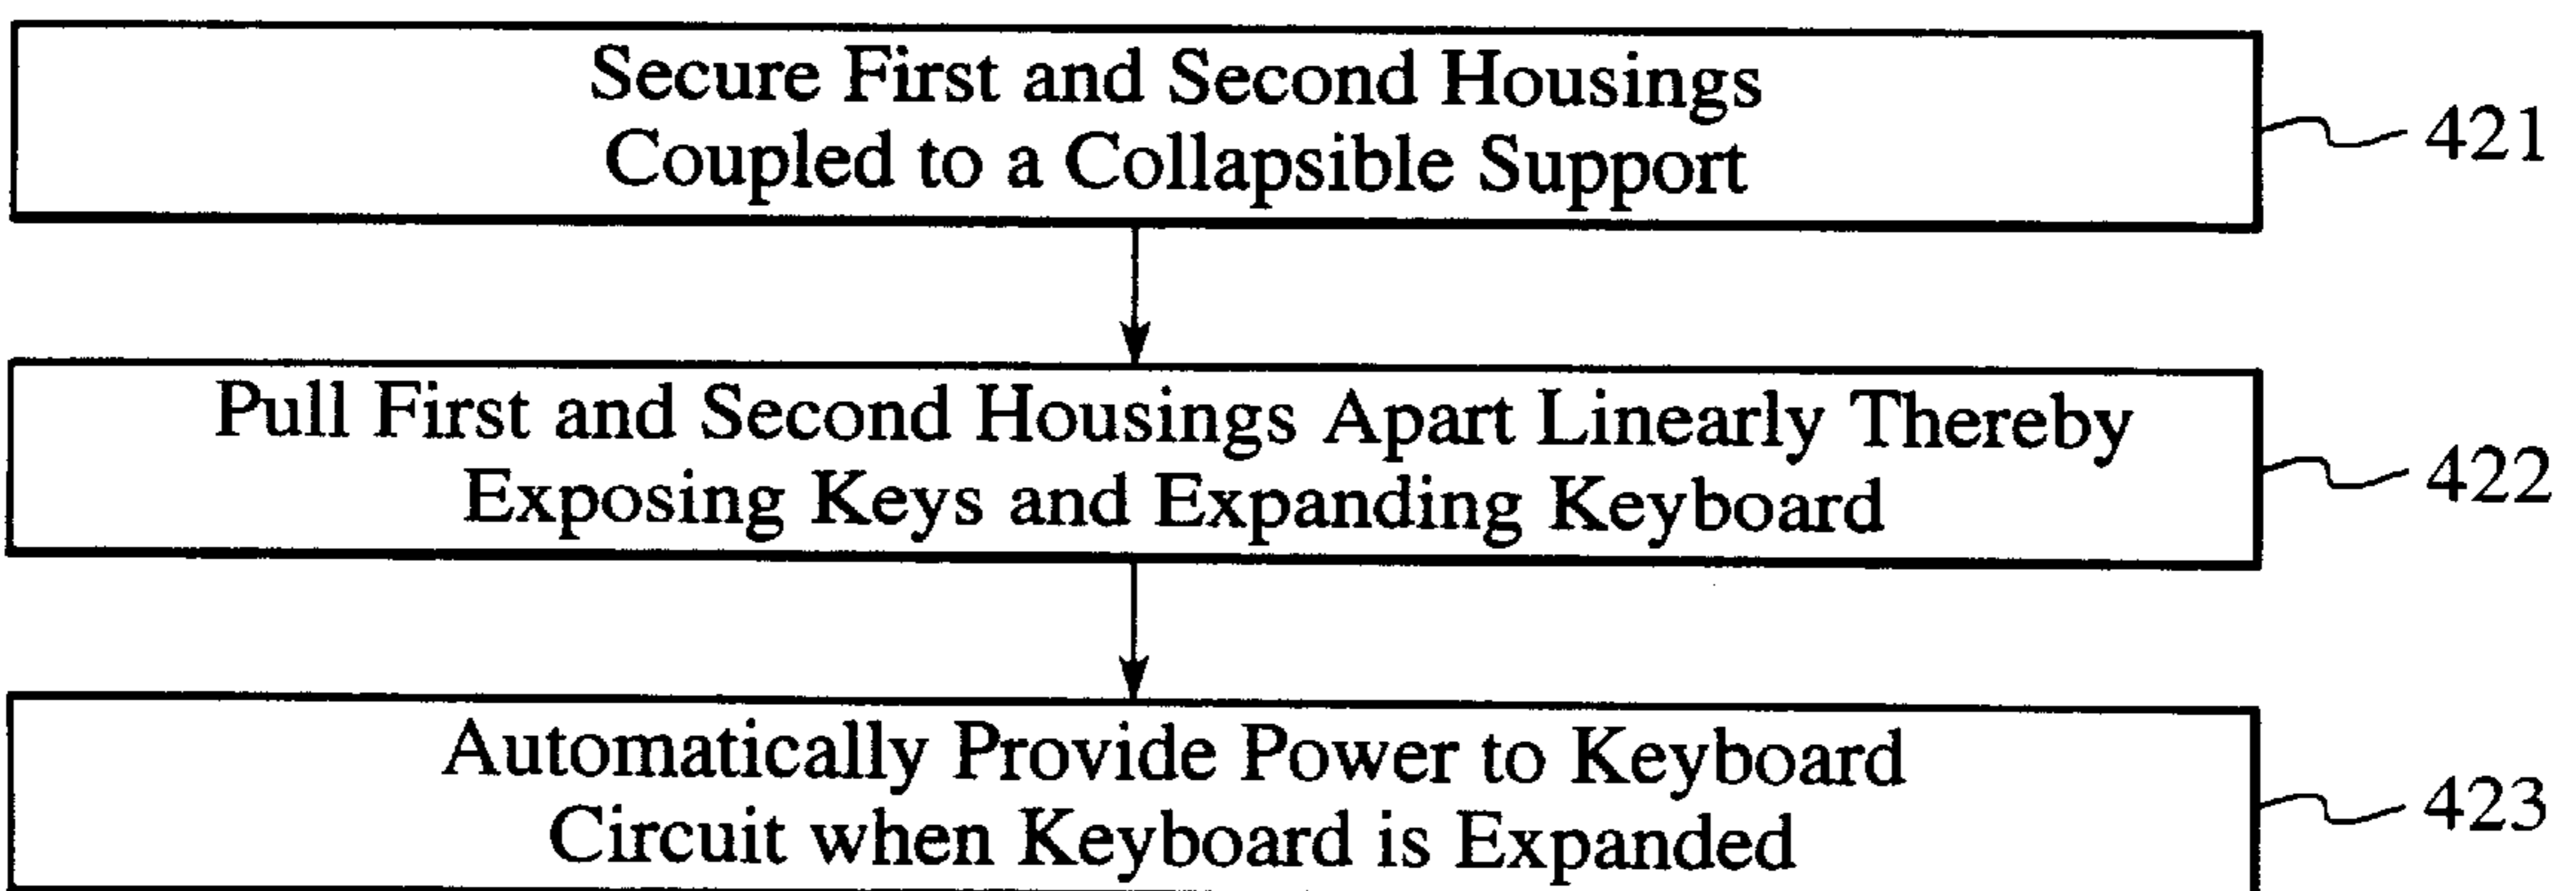 Secure First and Second Housings
Coupled to a Collapsible Support
421
Pull First and Second Housings Apart Linearly Thereby
Exposing Keys and Expanding Keyboard
422
Automatically Provide Power to Keyboard
Circuit when Keyboard is Expanded
423